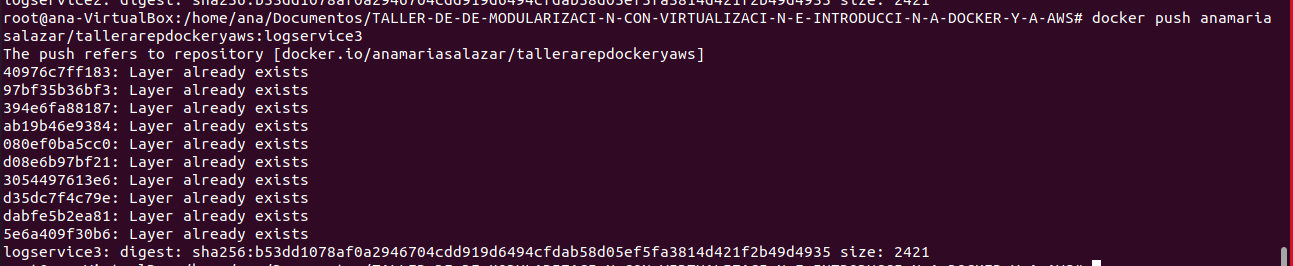 logservice2: digest: sha256:b53dd1078af0a2946704cdd919d6494cfdab58d05ef5fa3814d421f2b49d4935 size: 2421
root@ana-VirtualBox:/home/ana/Documentos/TALLER-DE-DE-MODULARIZACI-N-CON-VIRTUALIZACI-N-E-INTRODUCCI-N-A-DOCKER-Y-A-AWS# docker push anamaria
salazar/tallerarepdockeryaws:logservice3
The push refers to repository [docker.io/anamariasalazar/tallerarepdockeryaws]
40976c7ff183: Layer already exists
97bf35b36bf3: Layer already exists
394e6fa88187: Layer already exists
ab19b46e9384: Layer already exists
080ef0ba5cc0: Layer already exists
d08e6b97bf21: Layer already exists
3054497613e6: Layer already exists
d35dc7f4c79e: Layer already exists
dabfe5b2ea81: Layer already exists
5e6a409f30b6: Layer already exists
logservice3: digest: sha256:b53dd1078af0a2946704cdd919d6494cfdab58d05ef5fa3814d421f2b49d4935 size: 2421